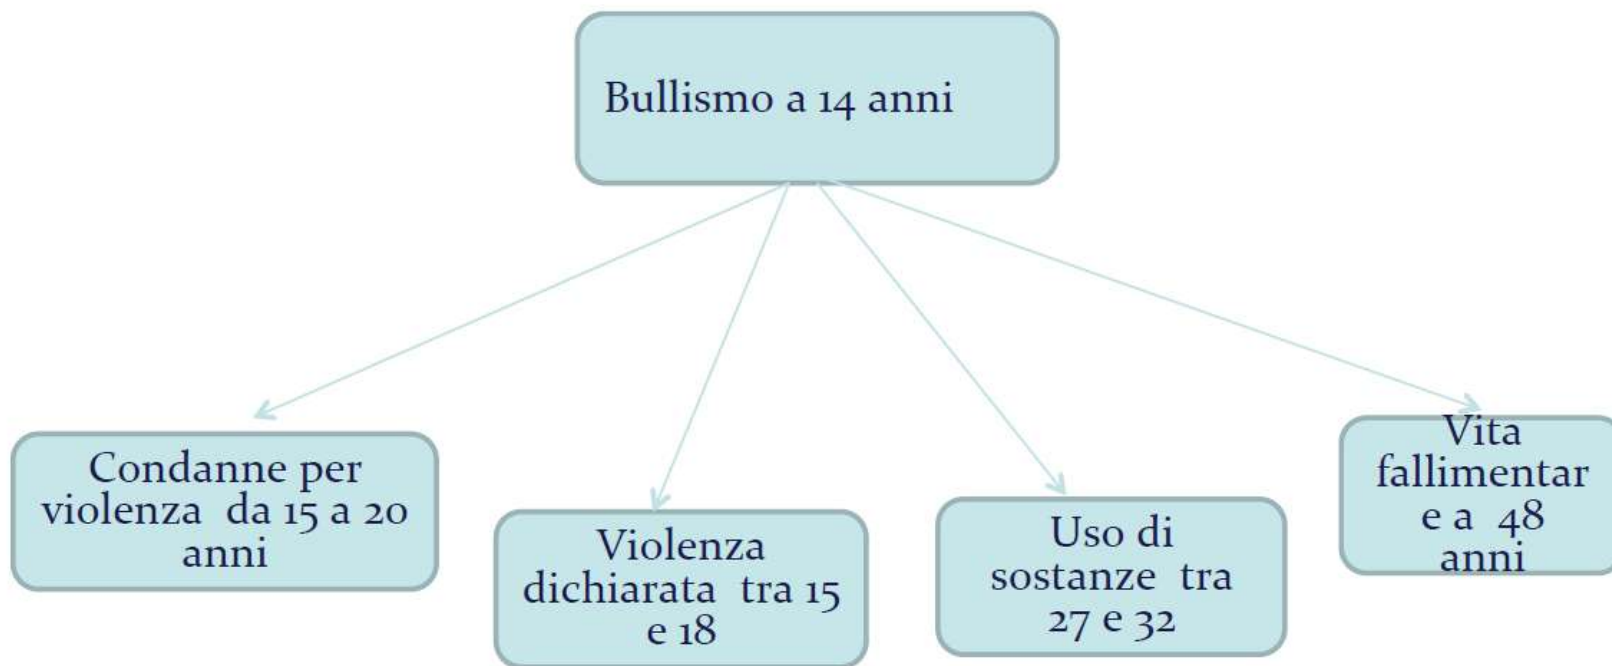 Bullismo a 14 anni
Condanne per
violenza da 15 a 20
anni
Violenza
dichiarata tra 15
e 18
Uso di
sostanze tra
27 e 32
Vita
fallimentar
e a 48
anni